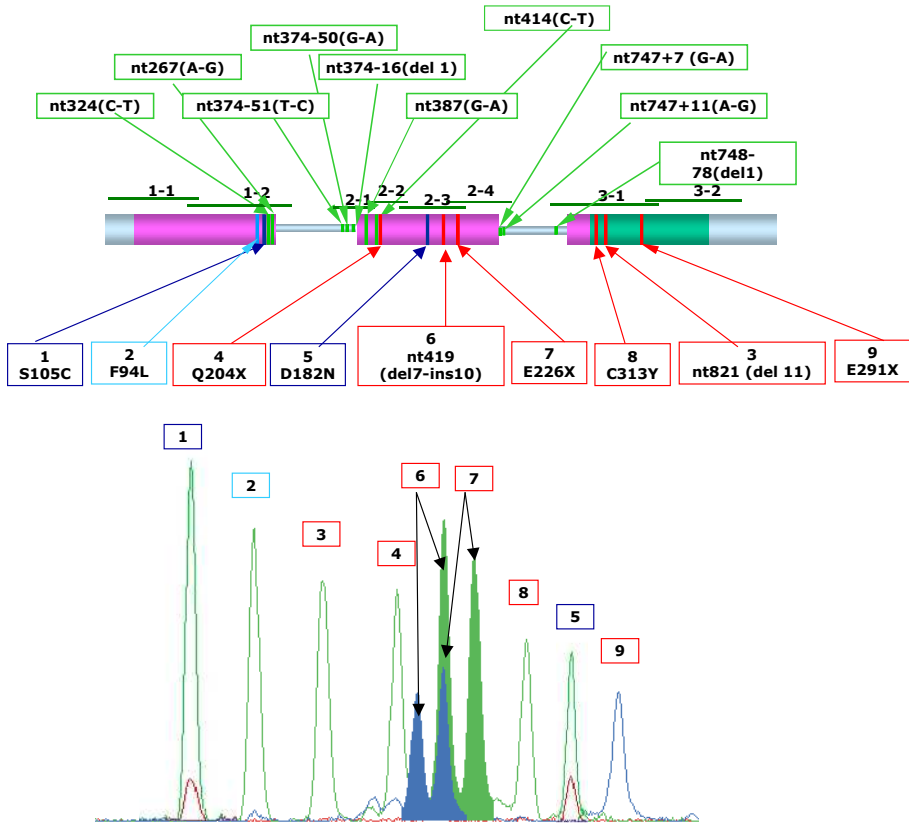 nt414(C-T)
nt374-50(G-A)
nt267(A-G)
nt374-16(del 1)
nt747+7 (G-A)
nt324(C-T)
nt374-51(T-C)
nt387(G-A)
nt747+11(A-G)
nt748-
78(del1)
1-1
1-2
2-1
2-2
2-3
2-4
3-1
3-2
1
S105C
2
F94L
4
Q204X
5
D182N
6
nt419
(del7-ins10)
7
E226X
8
C313Y
3
nt821 (del 11)
9
E291X
1
2
3
4
6
7
8
5
9